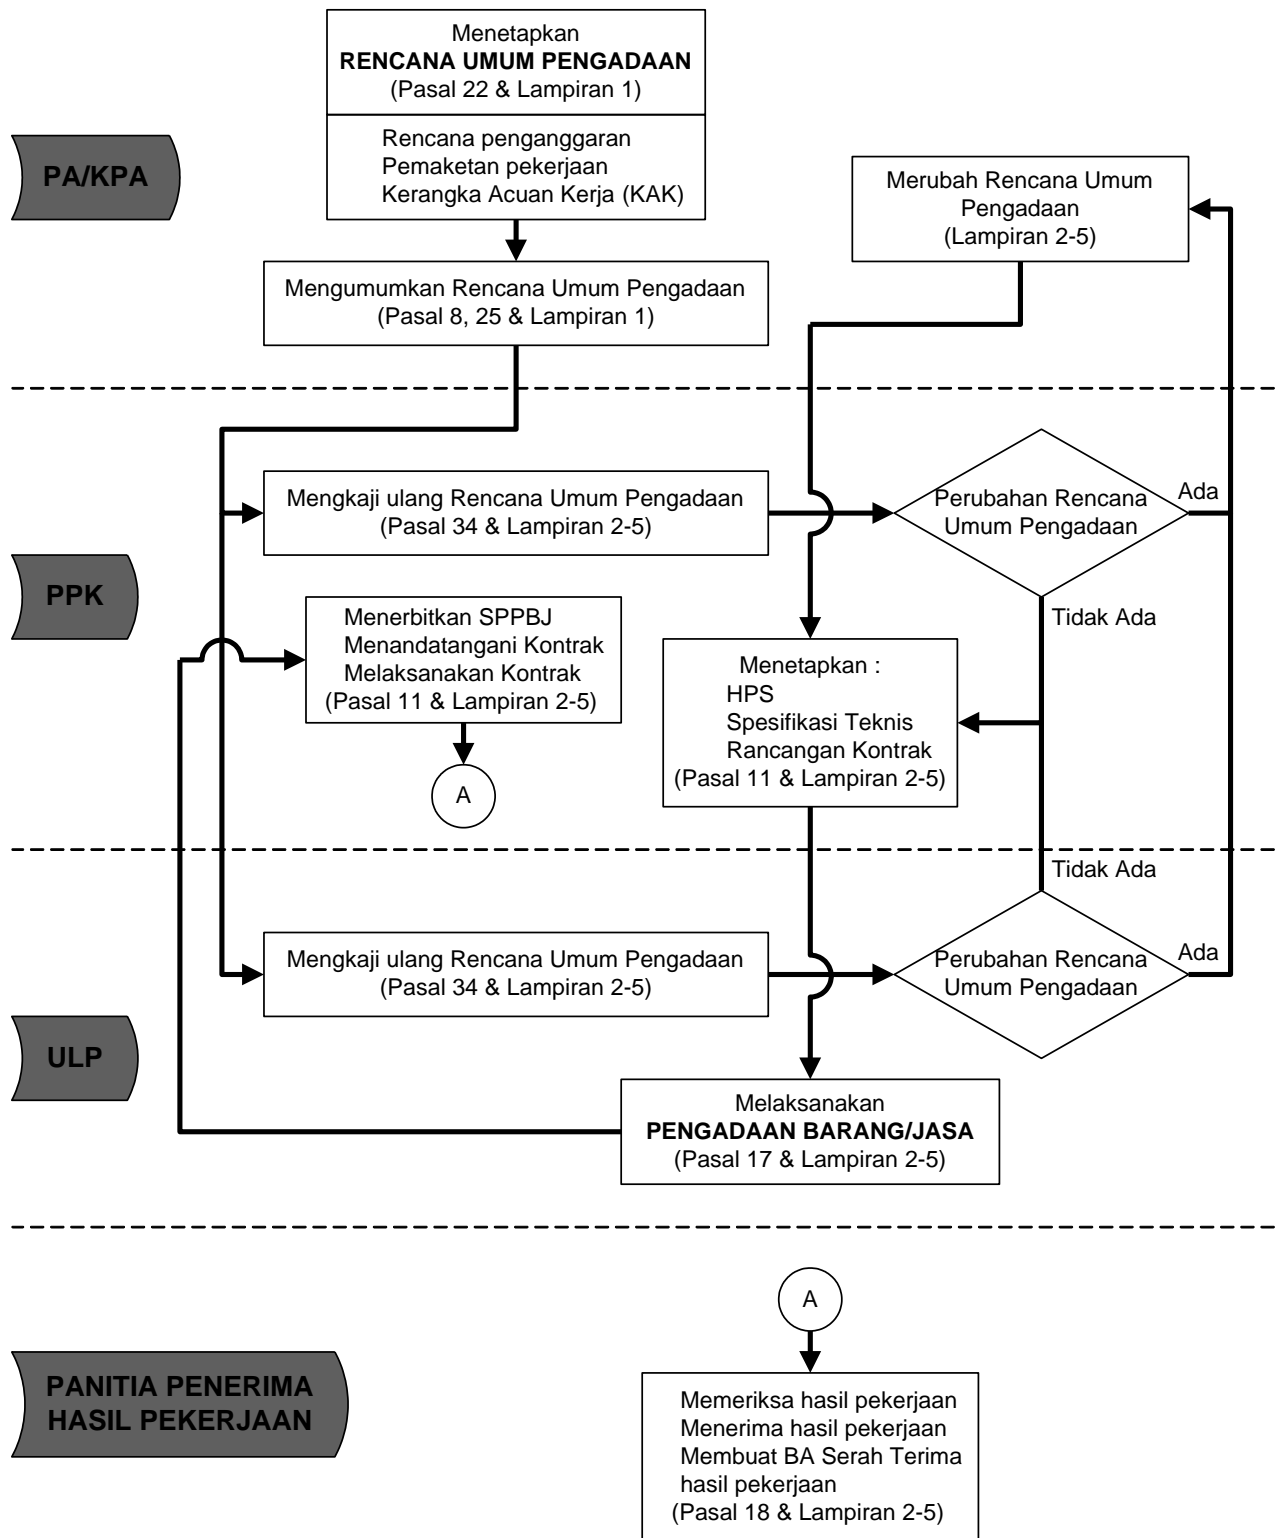 Menetapkan
RENCANA UMUM PENGADAAN
(Pasal 22 & Lampiran 1)
Rencana penganggaran
Pemaketan pekerjaan
Kerangka Acuan Kerja (KAK)
PA/KPA
Merubah Rencana Umum
Pengadaan
(Lampiran 2-5)
Mengumumkan Rencana Umum Pengadaan
(Pasal 8, 25 & Lampiran 1)
Mengkaji ulang Rencana Umum Pengadaan
(Pasal 34 & Lampiran 2-5)
Perubahan Rencana
Umum Pengadaan
Ada
Tidak Ada
PPK
Menerbitkan SPPBJ
Menandatangani Kontrak
Melaksanakan Kontrak
(Pasal 11 & Lampiran 2-5)
Menetapkan :
HPS
Spesifikasi Teknis
Rancangan Kontrak
(Pasal 11 & Lampiran 2-5)
A
Tidak Ada
Mengkaji ulang Rencana Umum Pengadaan
(Pasal 34 & Lampiran 2-5)
Perubahan Rencana
Umum Pengadaan
Ada
ULP
Melaksanakan
PENGADAAN BARANG/JASA
(Pasal 17 & Lampiran 2-5)
A
PANITIA PENERIMA
HASIL PEKERJAAN
Memeriksa hasil pekerjaan
Menerima hasil pekerjaan
Membuat BA Serah Terima
hasil pekerjaan
(Pasal 18 & Lampiran 2-5)